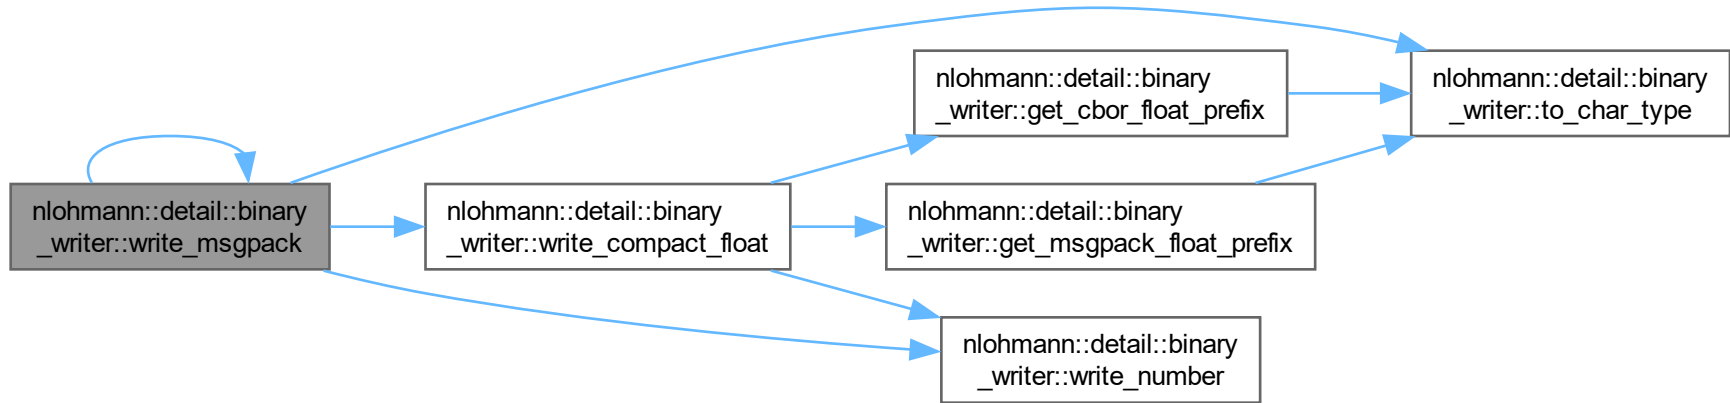 nlohmann::detail::binary
_writer::write_msgpack
nlohmann::detail::binary
_writer::write_compact_float
nlohmann::detail::binary
_writer::get_cbor_float_prefix
nlohmann::detail::binary
_writer::get_msgpack_float_prefix
nlohmann::detail::binary
_writer::write_number
nlohmann::detail::binary
_writer::to_char_type